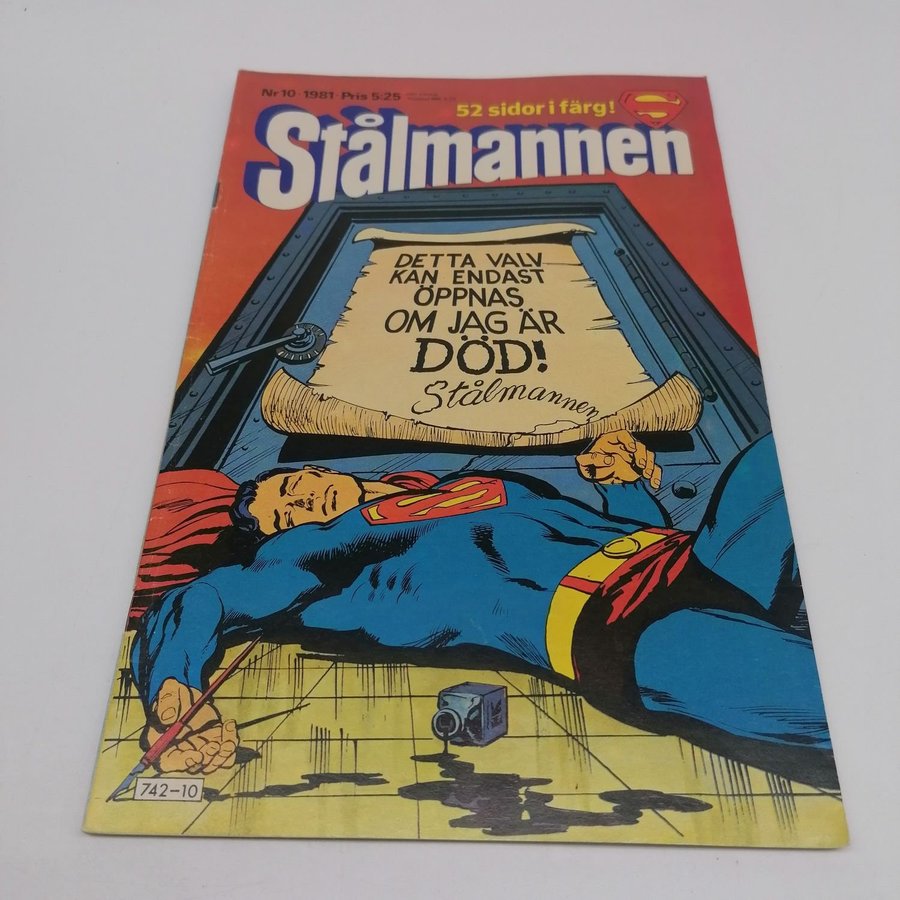 Nr 10 · 1981 · Pris 5:25
52 sidor i färg!
S
Stålmannen
DETTA VALV
KAN ENDAST
ÖPPNAS
OM JAG ÄR
DÖD!
Stålmannen
S
742-10